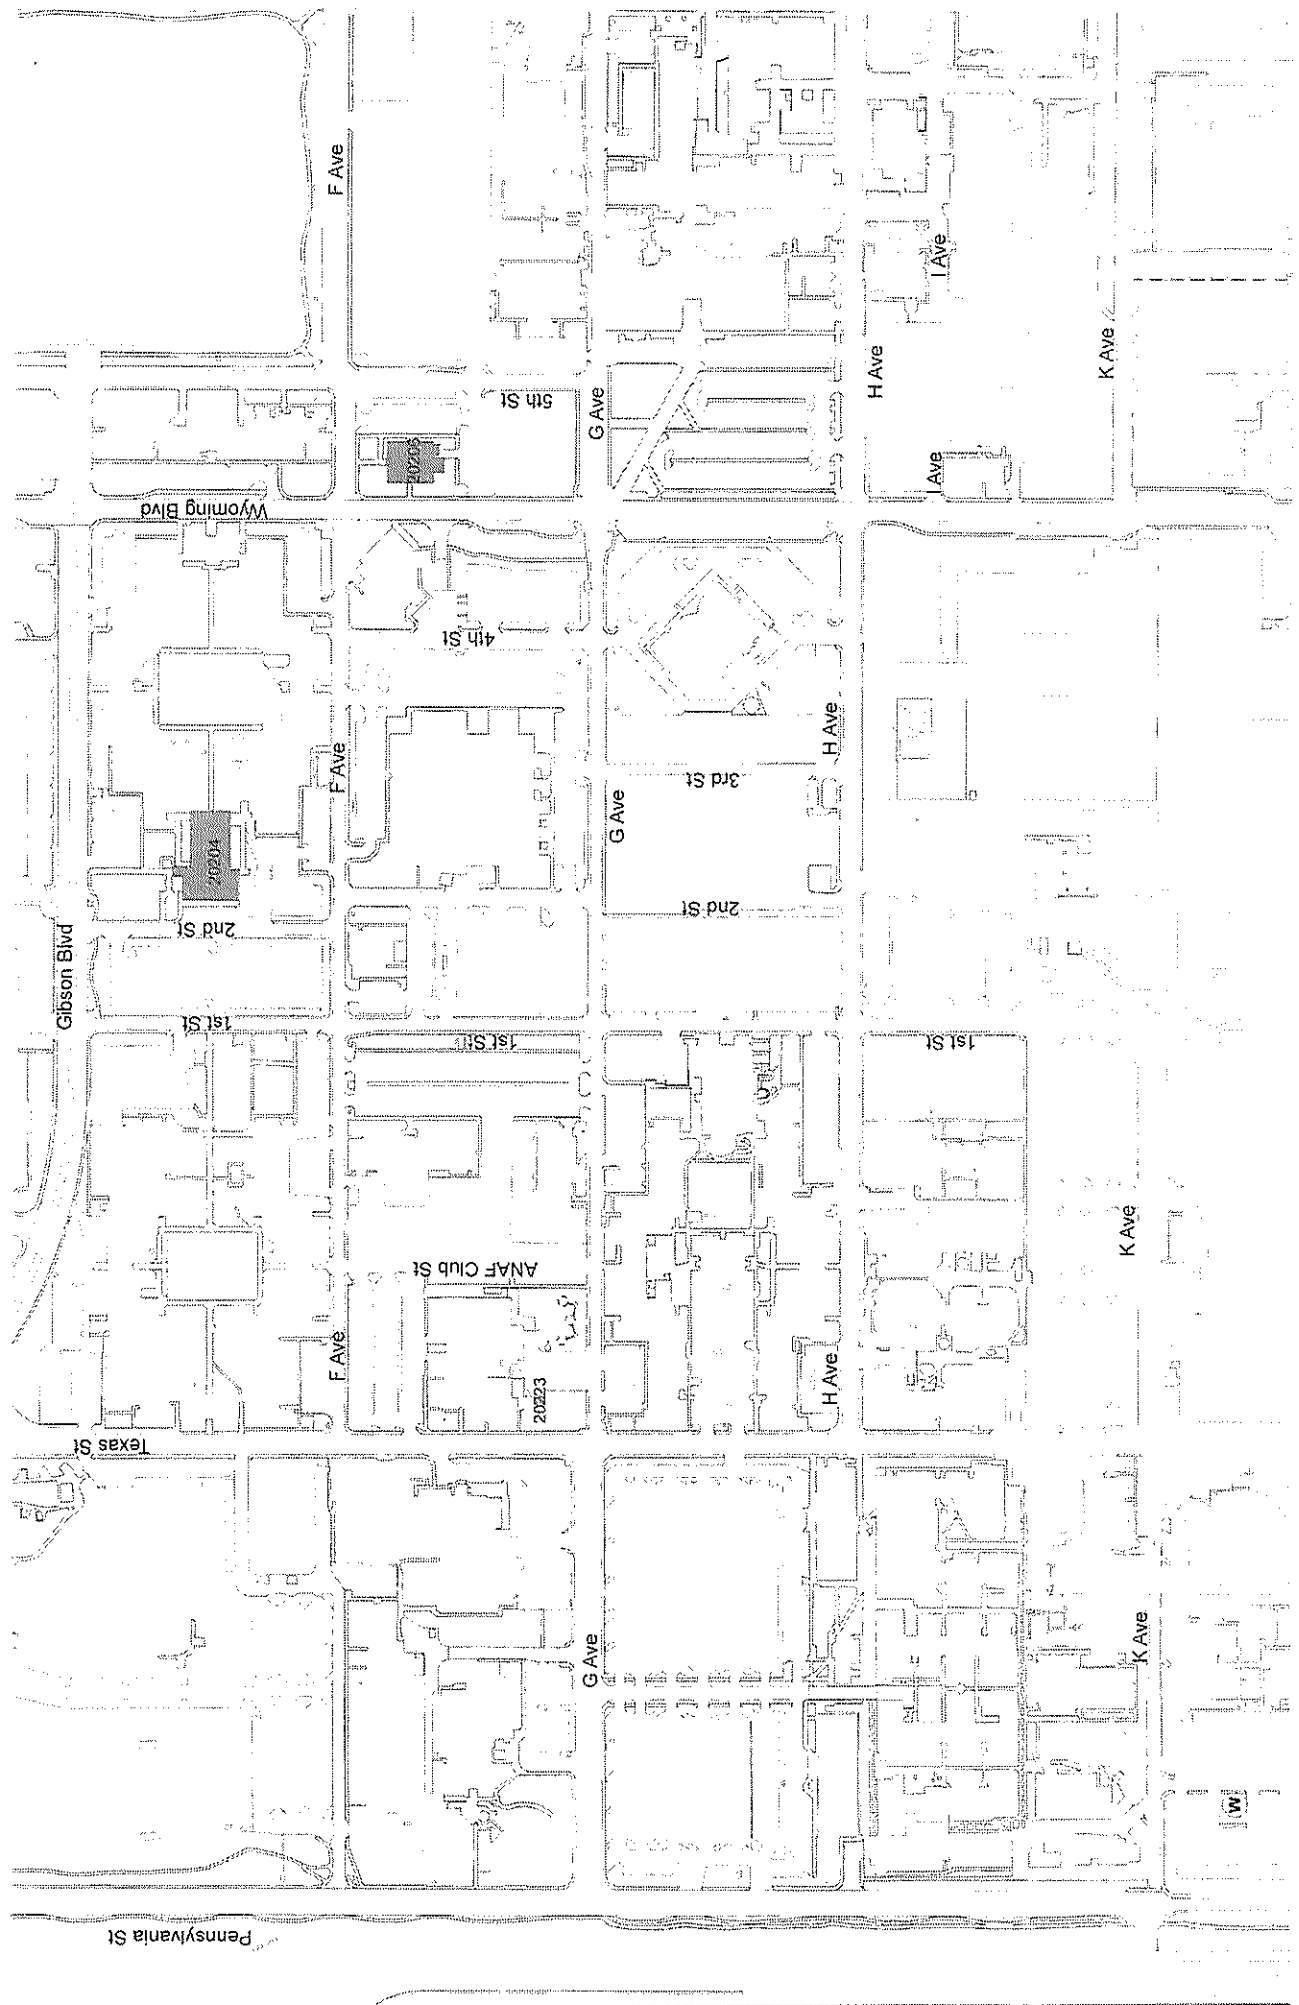 F Ave
I Ave
5th St
G Ave
H Ave
K Ave
20205
I Ave
Wyoming Blvd
4th St
F Ave
H Ave
3rd St
G Ave
20204
2nd St
2nd St
Gibson Blvd
1st St
1st St
1st St
K Ave
ANAF Club St
F Ave
H Ave
20223
Texas St
G Ave
K Ave
W
Pennsylvania St